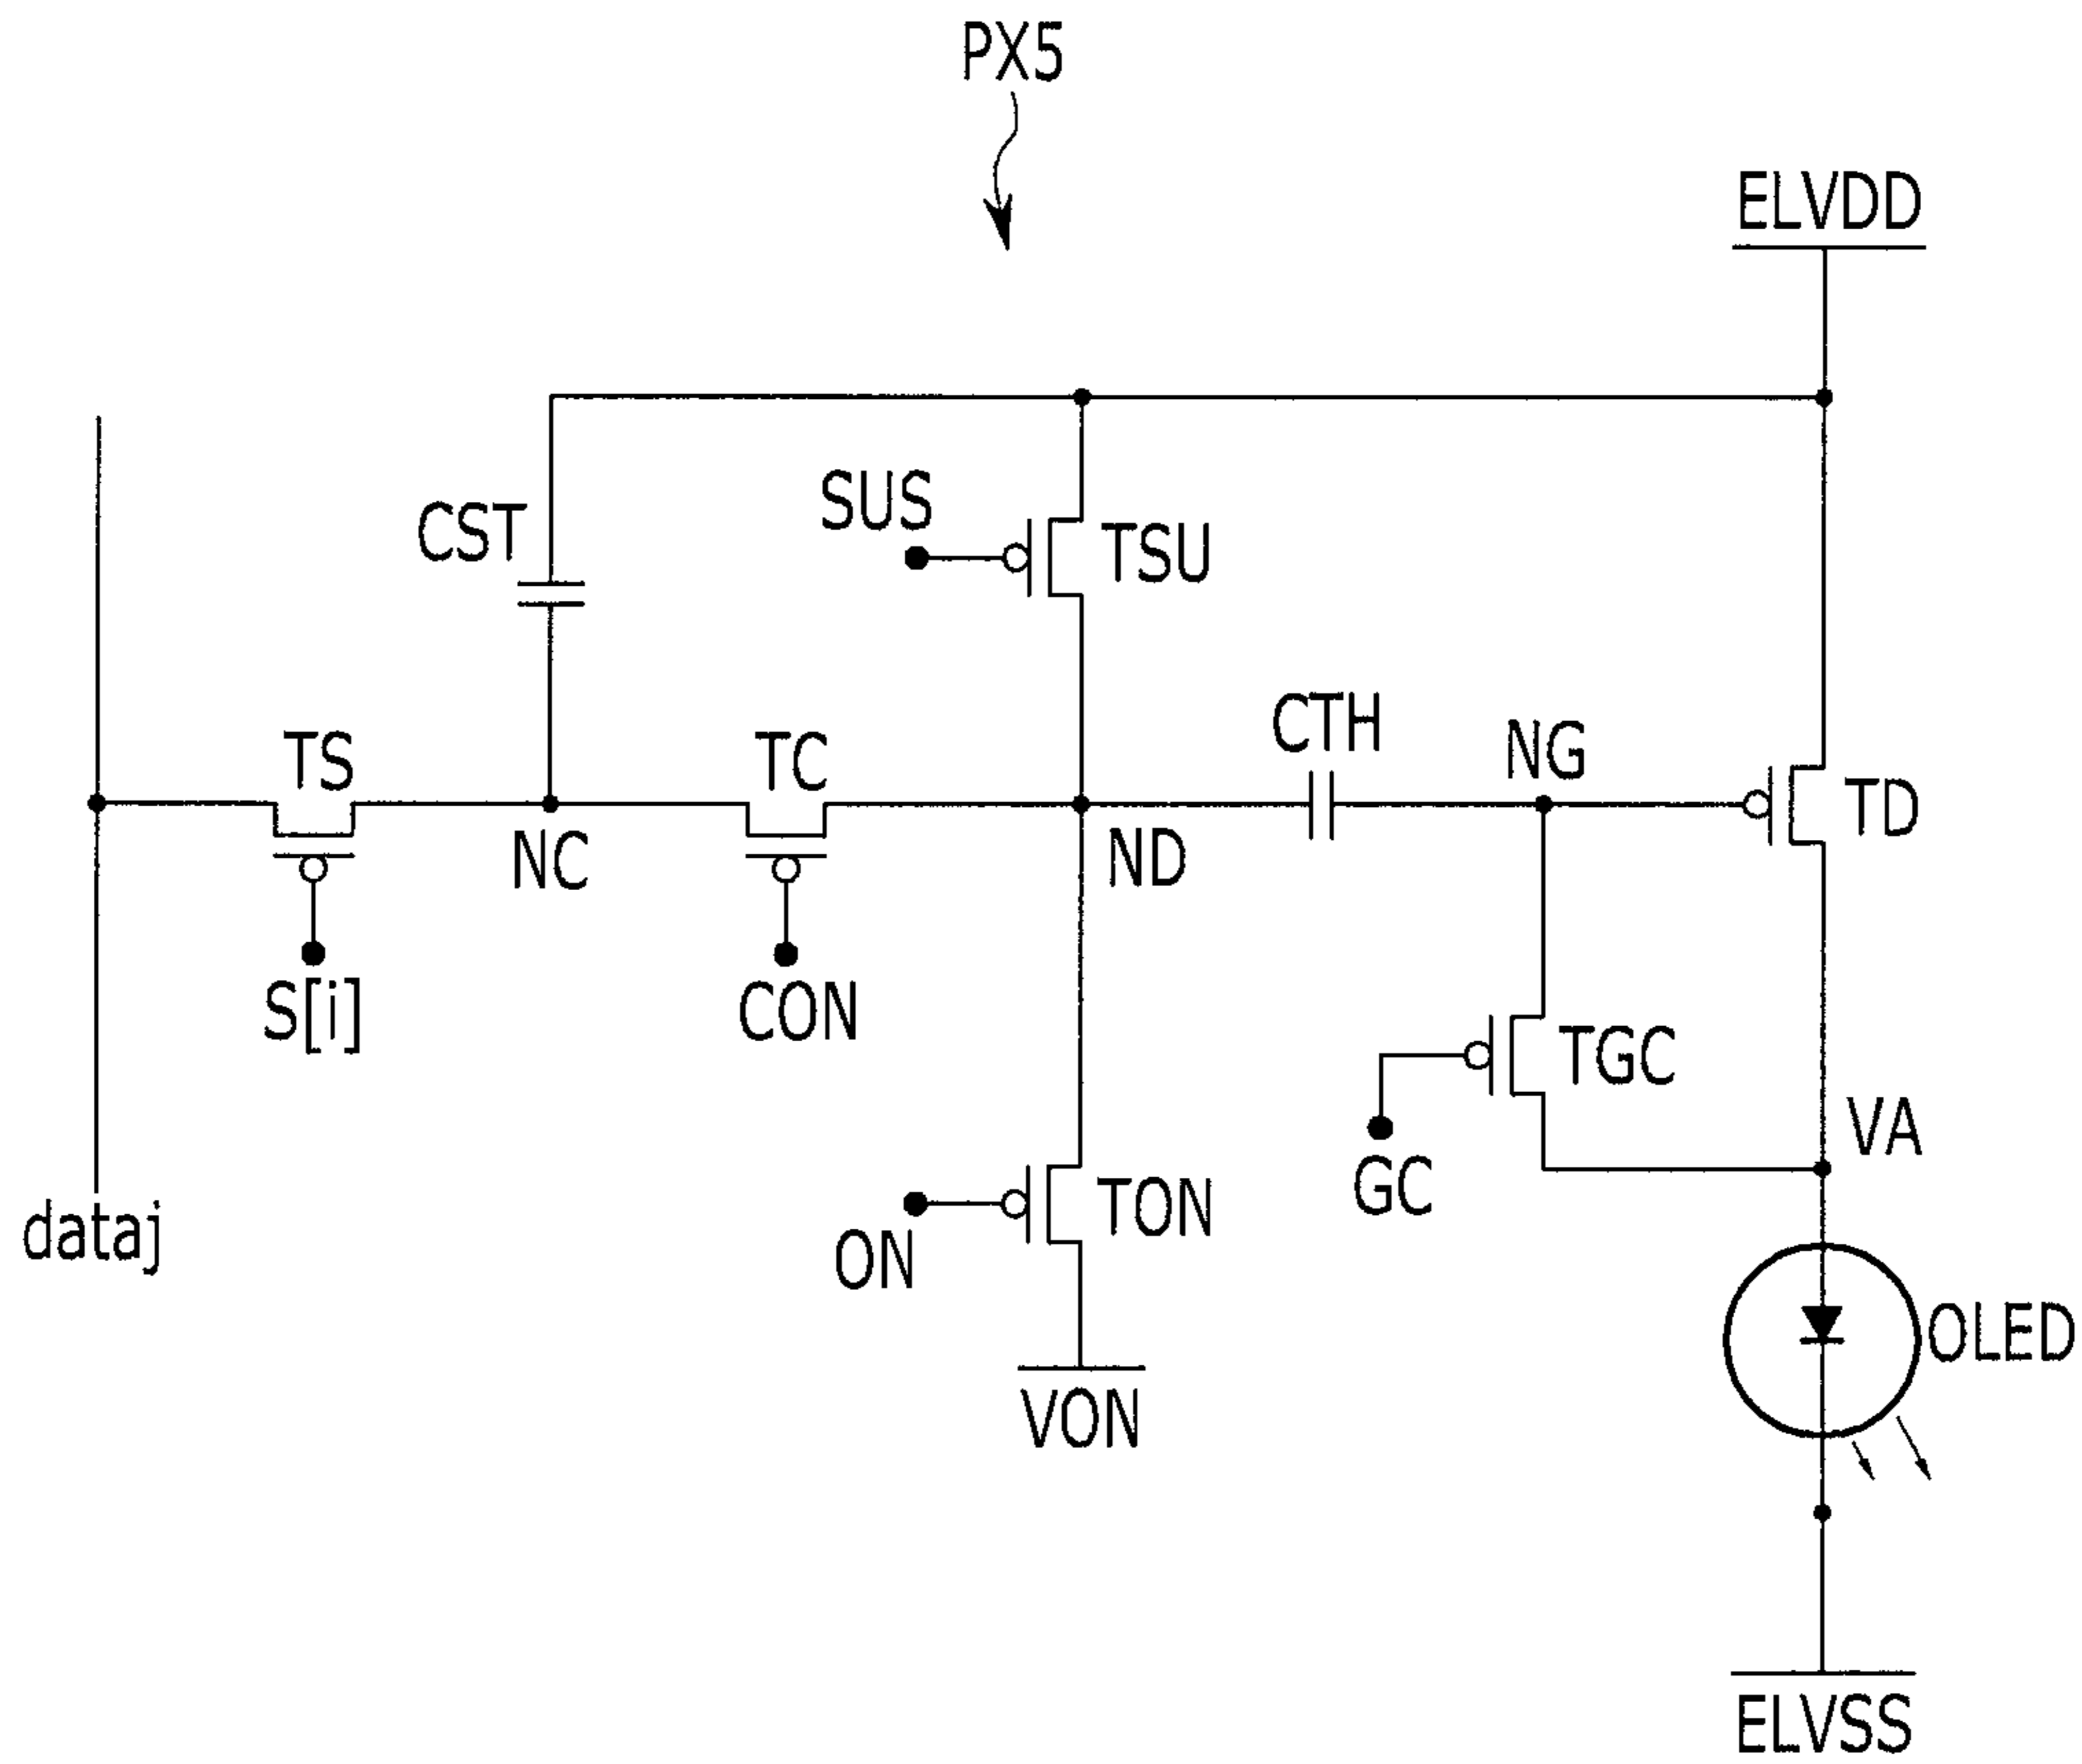 PX5
ELVDD
SUS
CST
TSU
CTH
NG
TS
TC
TD
NC
ND
S[i]
CON
TGC
VA
GC
TON
dataj
ON
OLED
VON
ELVSS